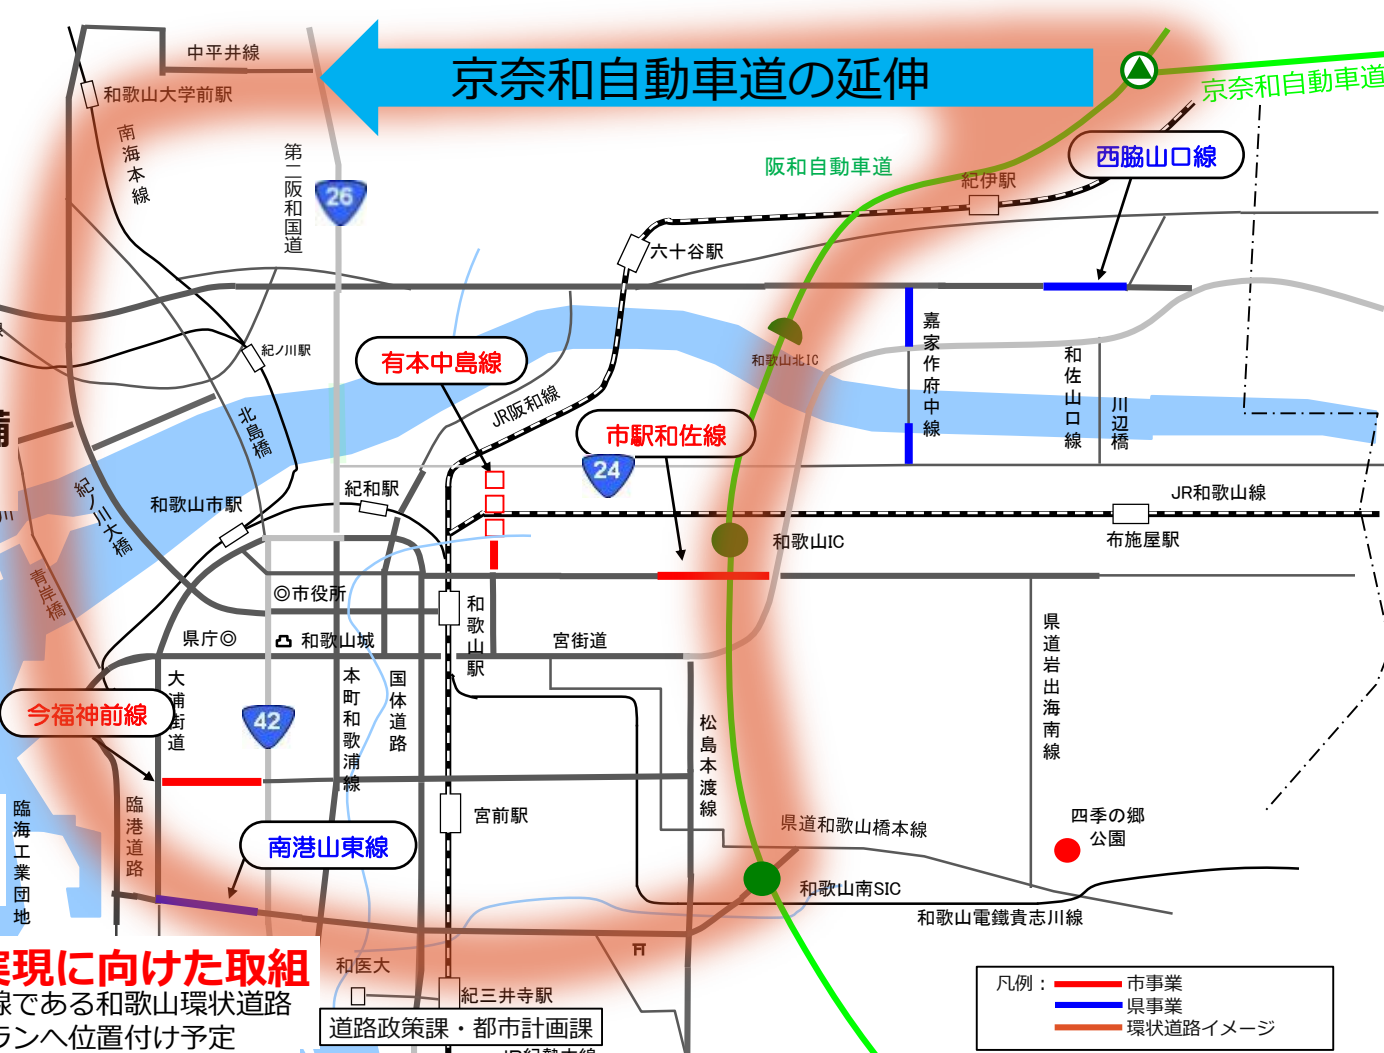 中平井線
京奈和自動車道の延伸
京奈和自動車道
和歌山大学前駅
南海本線
第二阪和国道
26
阪和自動車道
西脇山口線
紀伊駅
六十谷駅
紀ノ川駅
有本中島線
和歌山北IC
嘉家作府中線
和佐山口線
川辺橋
備
北島橋
JR阪和線
市駅和佐線
24
紀ノ川大橋
和歌山市駅
紀和駅
JR和歌山線
川
和歌山IC
布施屋駅
青岸橋
◎市役所
和歌山駅
県庁◎
和歌山城
宮街道
県道岩出海南線
大浦街道
本町和歌浦線
国体道路
今福神前線
42
松島本渡線
臨海工業団地
臨港道路
宮前駅
四季の郷
公園
南港山東線
県道和歌山橋本線
和歌山南SIC
和歌山電鐵貴志川線
実現に向けた取組
線である和歌山環状道路
ランへ位置付け予定
和医大
紀三井寺駅
道路政策課・都市計画課
JR紀勢本線
凡例：
市事業
県事業
環状道路イメージ